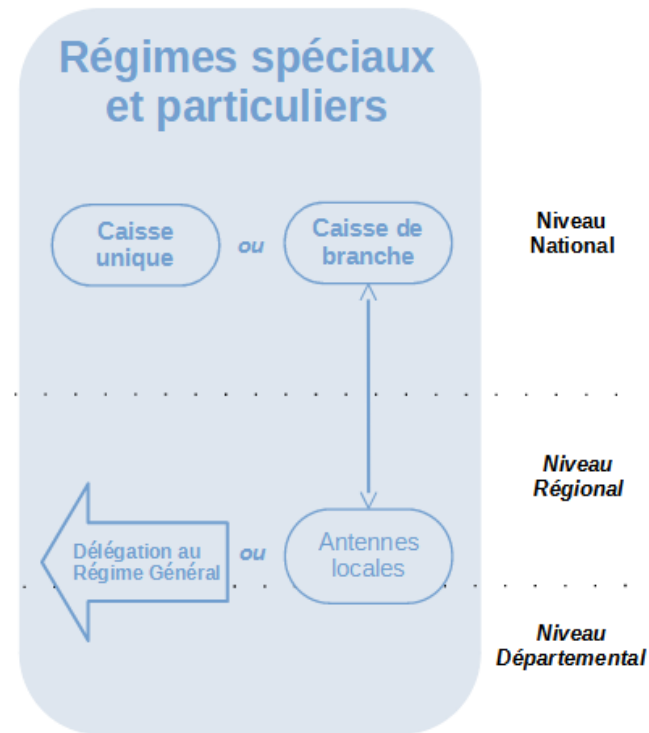 Régimes spéciaux
et particuliers
Caisse
unique
ou
Caisse de
branche
Niveau
National
Niveau
Régional
Délégation au
Régime Général
ou
Antennes
locales
Niveau
Départemental